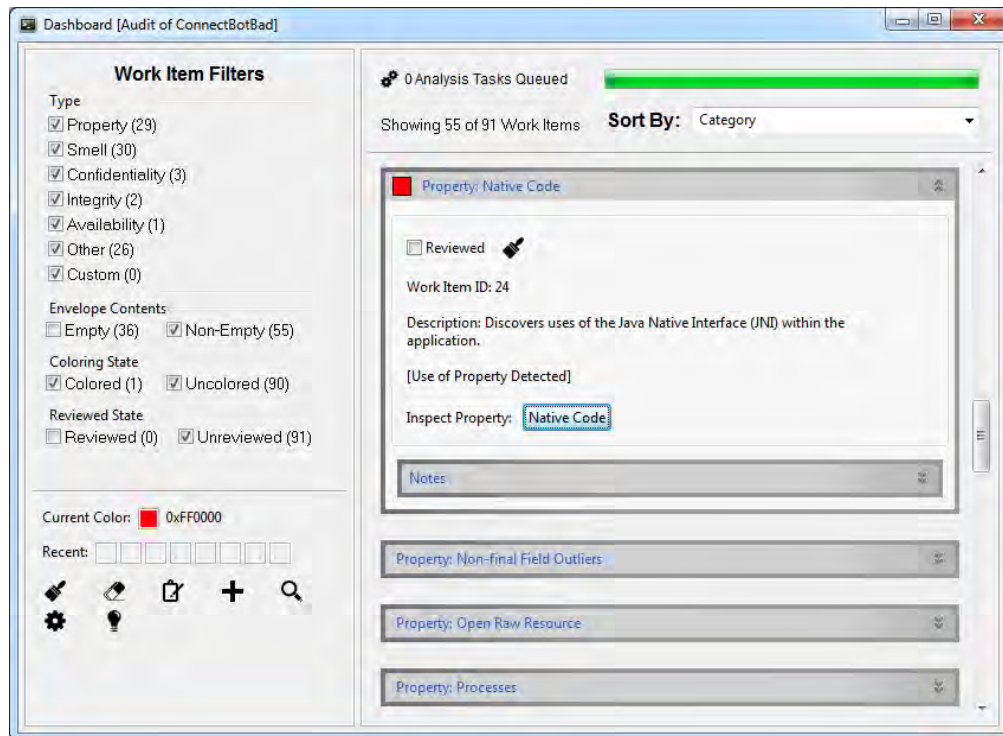 Dashboard [Audit of ConnectBotBad]
Work Item Filters
Type
Property (29)
Smell (30)
Confidentiality (3)
Integrity (2)
Availability (1)
Other (26)
Custom (0)
Envelope Contents
Empty (36) Non-Empty (55)
Coloring State
Colored (1) Uncolored (90)
Reviewed State
Reviewed (0) Unreviewed (91)
Current Color: 0xFF0000
Recent:
0 Analysis Tasks Queued
Showing 55 of 91 Work Items Sort By: Category
Property: Native Code
Reviewed
Work Item ID: 24
Description: Discovers uses of the Java Native Interface (JNI) within the
application.
[Use of Property Detected]
Inspect Property: Native Code
Notes
Property: Non-final Field Outliers
Property: Open Raw Resource
Property: Processes